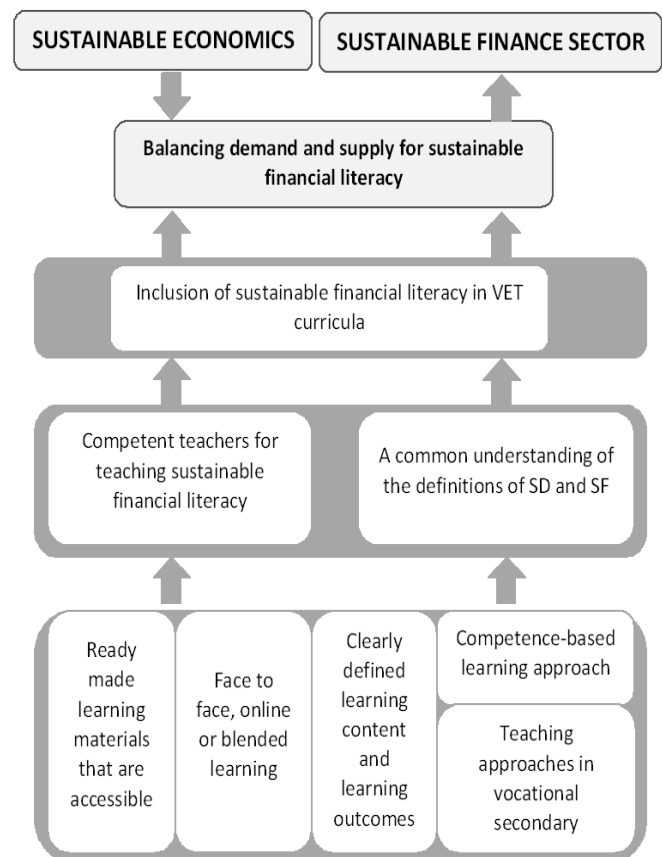 SUSTAINABLE ECONOMICS
SUSTAINABLE FINANCE SECTOR
Balancing demand and supply for sustainable
financial literacy
Inclusion of sustainable financial literacy in VET
curricula
Competent teachers for
teaching sustainable
financial literacy
A common understanding of
the definitions of SD and SF
Ready
made
learning
materials
that are
accessible
Face to
face, online
or blended
learning
Clearly
defined
learning
content
and
learning
outcomes
Competence-based
learning approach
Teaching
approaches in
vocational
secondary